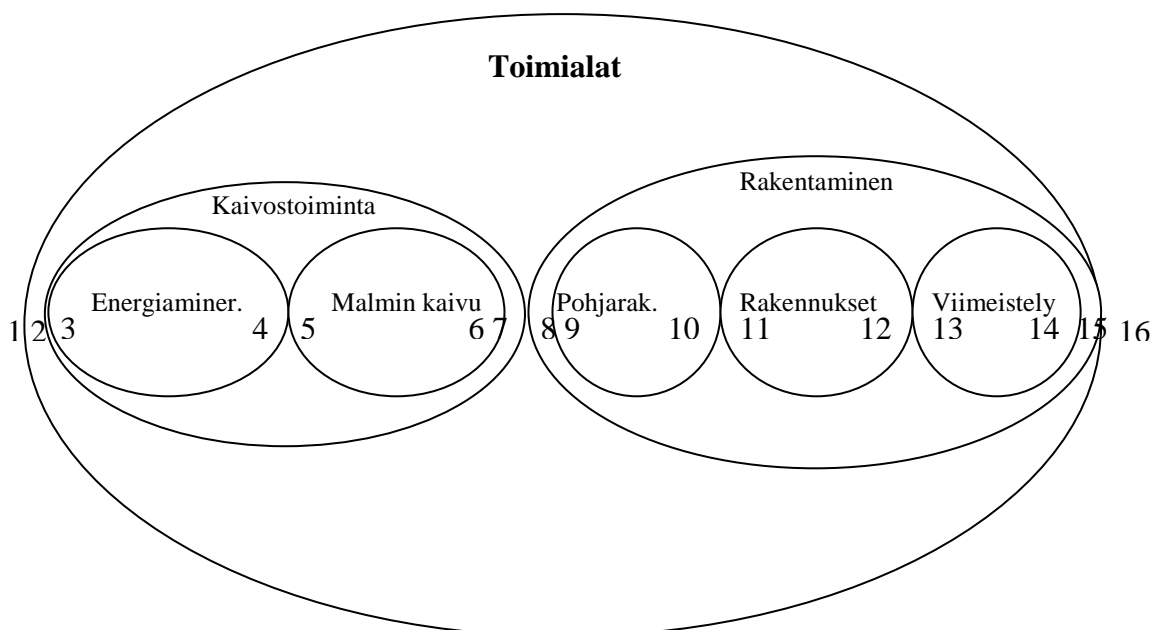 Toimialat
Rakentaminen
Kaivostoiminta
Energiaminer. Malmin kaivu Pohjarak. Rakennukset Viimeistely
1 2 3 4 5 6 7 8 9 10 11 12 13 14 15 16